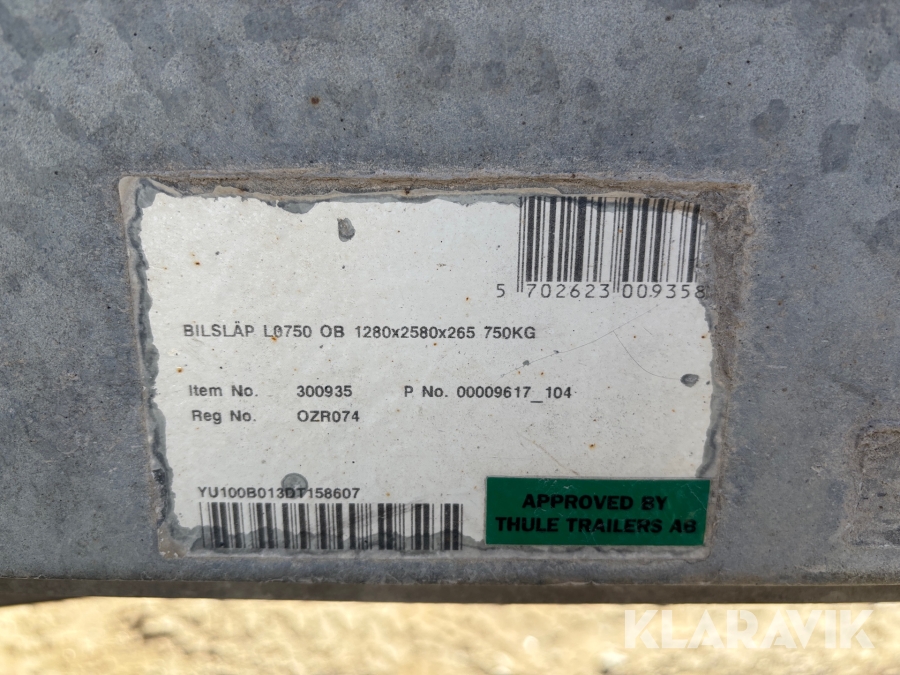 5 702623 009358
BILSLÄP L0750 OB 1280x2580x265 750KG
Item No. 300935 P No. 00009617_104
Reg No. OZR074
YU100B013DT158607
APPROVED BY
THULE TRAILERS AB
KLARAVIK